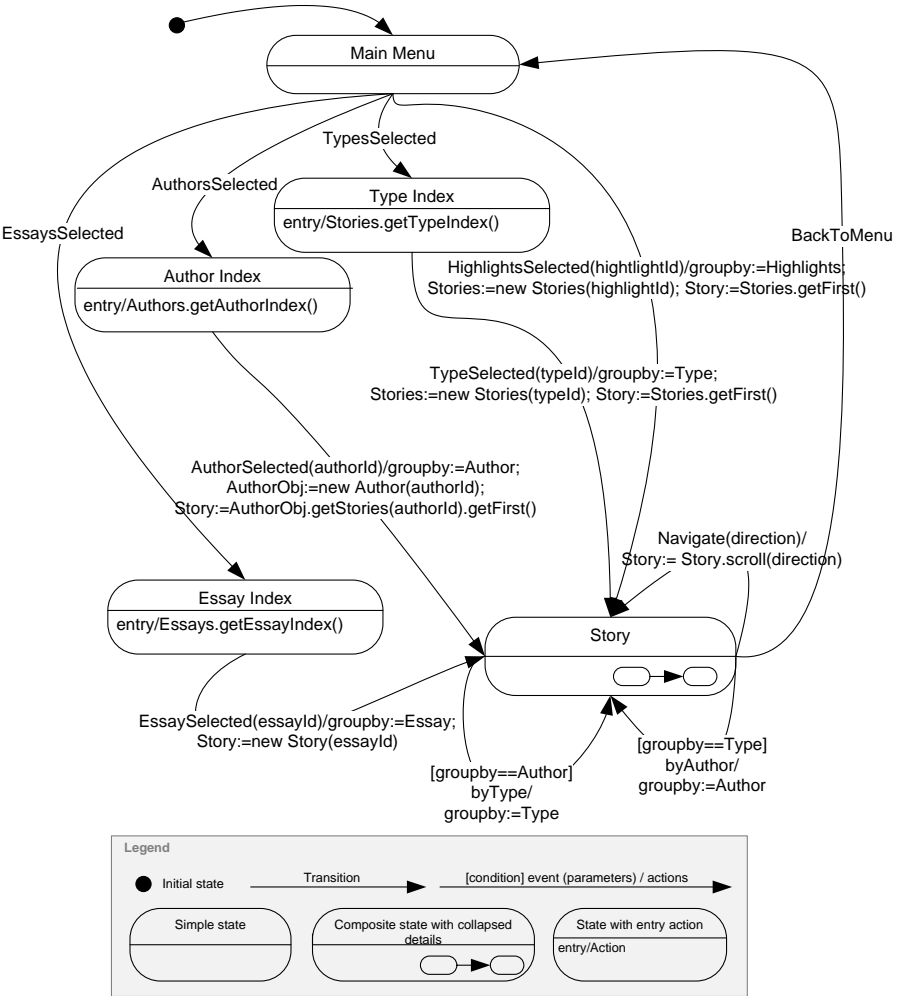 Main Menu
TypesSelected
AuthorsSelected
Type Index
entry/Stories.getTypeIndex()
EssaysSelected
BackToMenu
Author Index
entry/Authors.getAuthorIndex()
HighlightsSelected(hightlightId)/groupby:=Highlights;
Stories:=new Stories(highlightId); Story:=Stories.getFirst()
TypeSelected(typeId)/groupby:=Type;
Stories:=new Stories(typeId); Story:=Stories.getFirst()
AuthorSelected(authorId)/groupby:=Author;
AuthorObj:=new Author(authorId);
Story:=AuthorObj.getStories(authorId).getFirst()
Navigate(direction)/
Story:= Story.scroll(direction)
Essay Index
entry/Essays.getEssayIndex()
Story
EssaySelected(essayId)/groupby:=Essay;
Story:=new Story(essayId)
[groupby==Author]
byType/
groupby:=Type
[groupby==Type]
byAuthor/
groupby:=Author
Legend
Initial state
Transition
[condition] event (parameters) / actions
Simple state
Composite state with collapsed
details
State with entry action
entry/Action